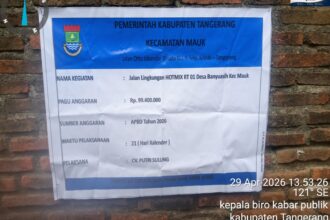 PEMERINTAH KABUPATEN TANGERANG
KECAMATAN MAUK
NAMA KEGIATAN : Jalan Lingkungan HOTMIX RT 01 Desa Banyuasih Kec Mauk
PAGU ANGGARAN : Rp. 99.400.000
SUMBER ANGGARAN : APBD Tahun 2026
WAKTU PELAKSANAAN : 21 ( Hari Kalender )
PELAKSANA : CV. PUTRI SULUNG
29 Apr 2026 13.53.26
121° SE
kepala biro kabar publik
kabupaten Tangerang